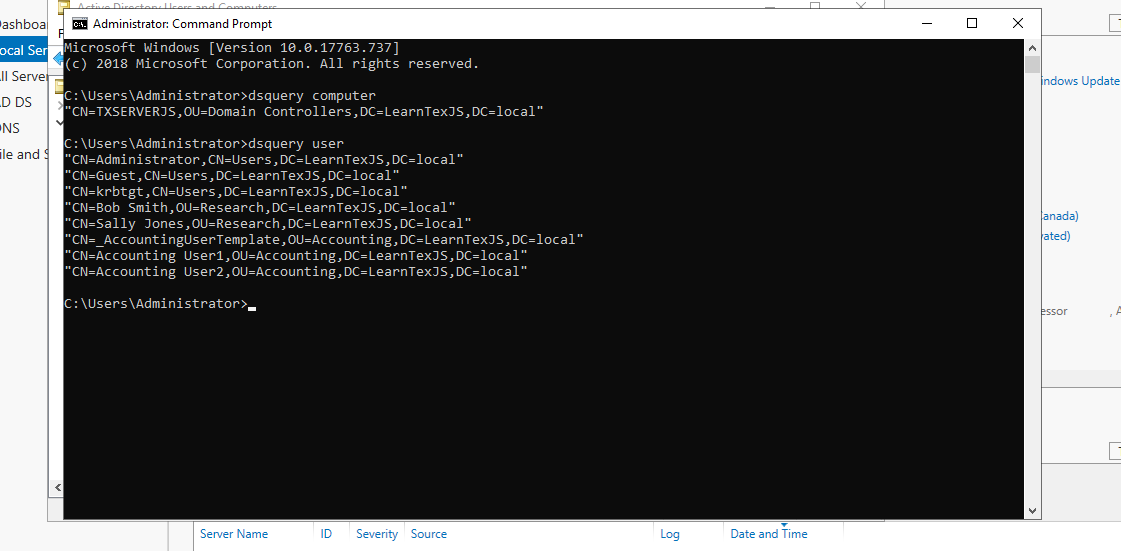 Active Directory Users and Computers
Administrator: Command Prompt
Microsoft Windows [Version 10.0.17763.737]
(c) 2018 Microsoft Corporation. All rights reserved.
C:\Users\Administrator>dsquery computer
"CN=TXSERVERJS,OU=Domain Controllers,DC=LearnTexJS,DC=local"
C:\Users\Administrator>dsquery user
"CN=Administrator,CN=Users,DC=LearnTexJS,DC=local"
"CN=Guest,CN=Users,DC=LearnTexJS,DC=local"
"CN=krbtgt,CN=Users,DC=LearnTexJS,DC=local"
"CN=Bob Smith,OU=Research,DC=LearnTexJS,DC=local"
"CN=Sally Jones,OU=Research,DC=LearnTexJS,DC=local"
"CN=_AccountingUserTemplate,OU=Accounting,DC=LearnTexJS,DC=local"
"CN=Accounting User1,OU=Accounting,DC=LearnTexJS,DC=local"
"CN=Accounting User2,OU=Accounting,DC=LearnTexJS,DC=local"
C:\Users\Administrator>
ashboa
ocal Ser
ll Server
D DS
NS
ile and S
indows Update
anada)
vated)
essor , A
Server Name ID Severity Source Log Date and Time